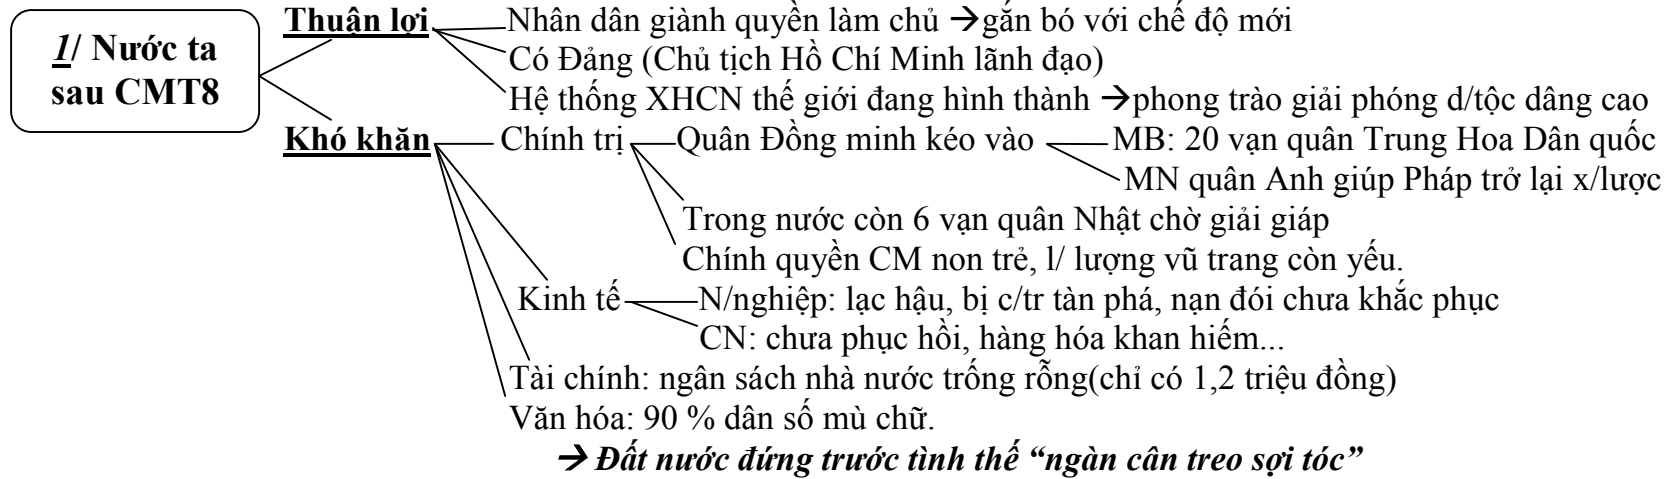 1/ Nước ta
sau CMT8
Thuận lợi
Nhân dân giành quyền làm chủ →gắn bó với chế độ mới
Có Đảng (Chủ tịch Hồ Chí Minh lãnh đạo)
Hệ thống XHCN thế giới đang hình thành →phong trào giải phóng d/tộc dâng cao
Khó khăn
Chính trị
Quân Đồng minh kéo vào
MB: 20 vạn quân Trung Hoa Dân quốc
MN quân Anh giúp Pháp trở lại x/lược
Trong nước còn 6 vạn quân Nhật chờ giải giáp
Chính quyền CM non trẻ, l/ lượng vũ trang còn yếu.
Kinh tế
N/nghiệp: lạc hậu, bị c/tr tàn phá, nạn đói chưa khắc phục
CN: chưa phục hồi, hàng hóa khan hiếm...
Tài chính: ngân sách nhà nước trống rỗng(chỉ có 1,2 triệu đồng)
Văn hóa: 90 % dân số mù chữ.
→ Đất nước đứng trước tình thế “ngàn cân treo sợi tóc”